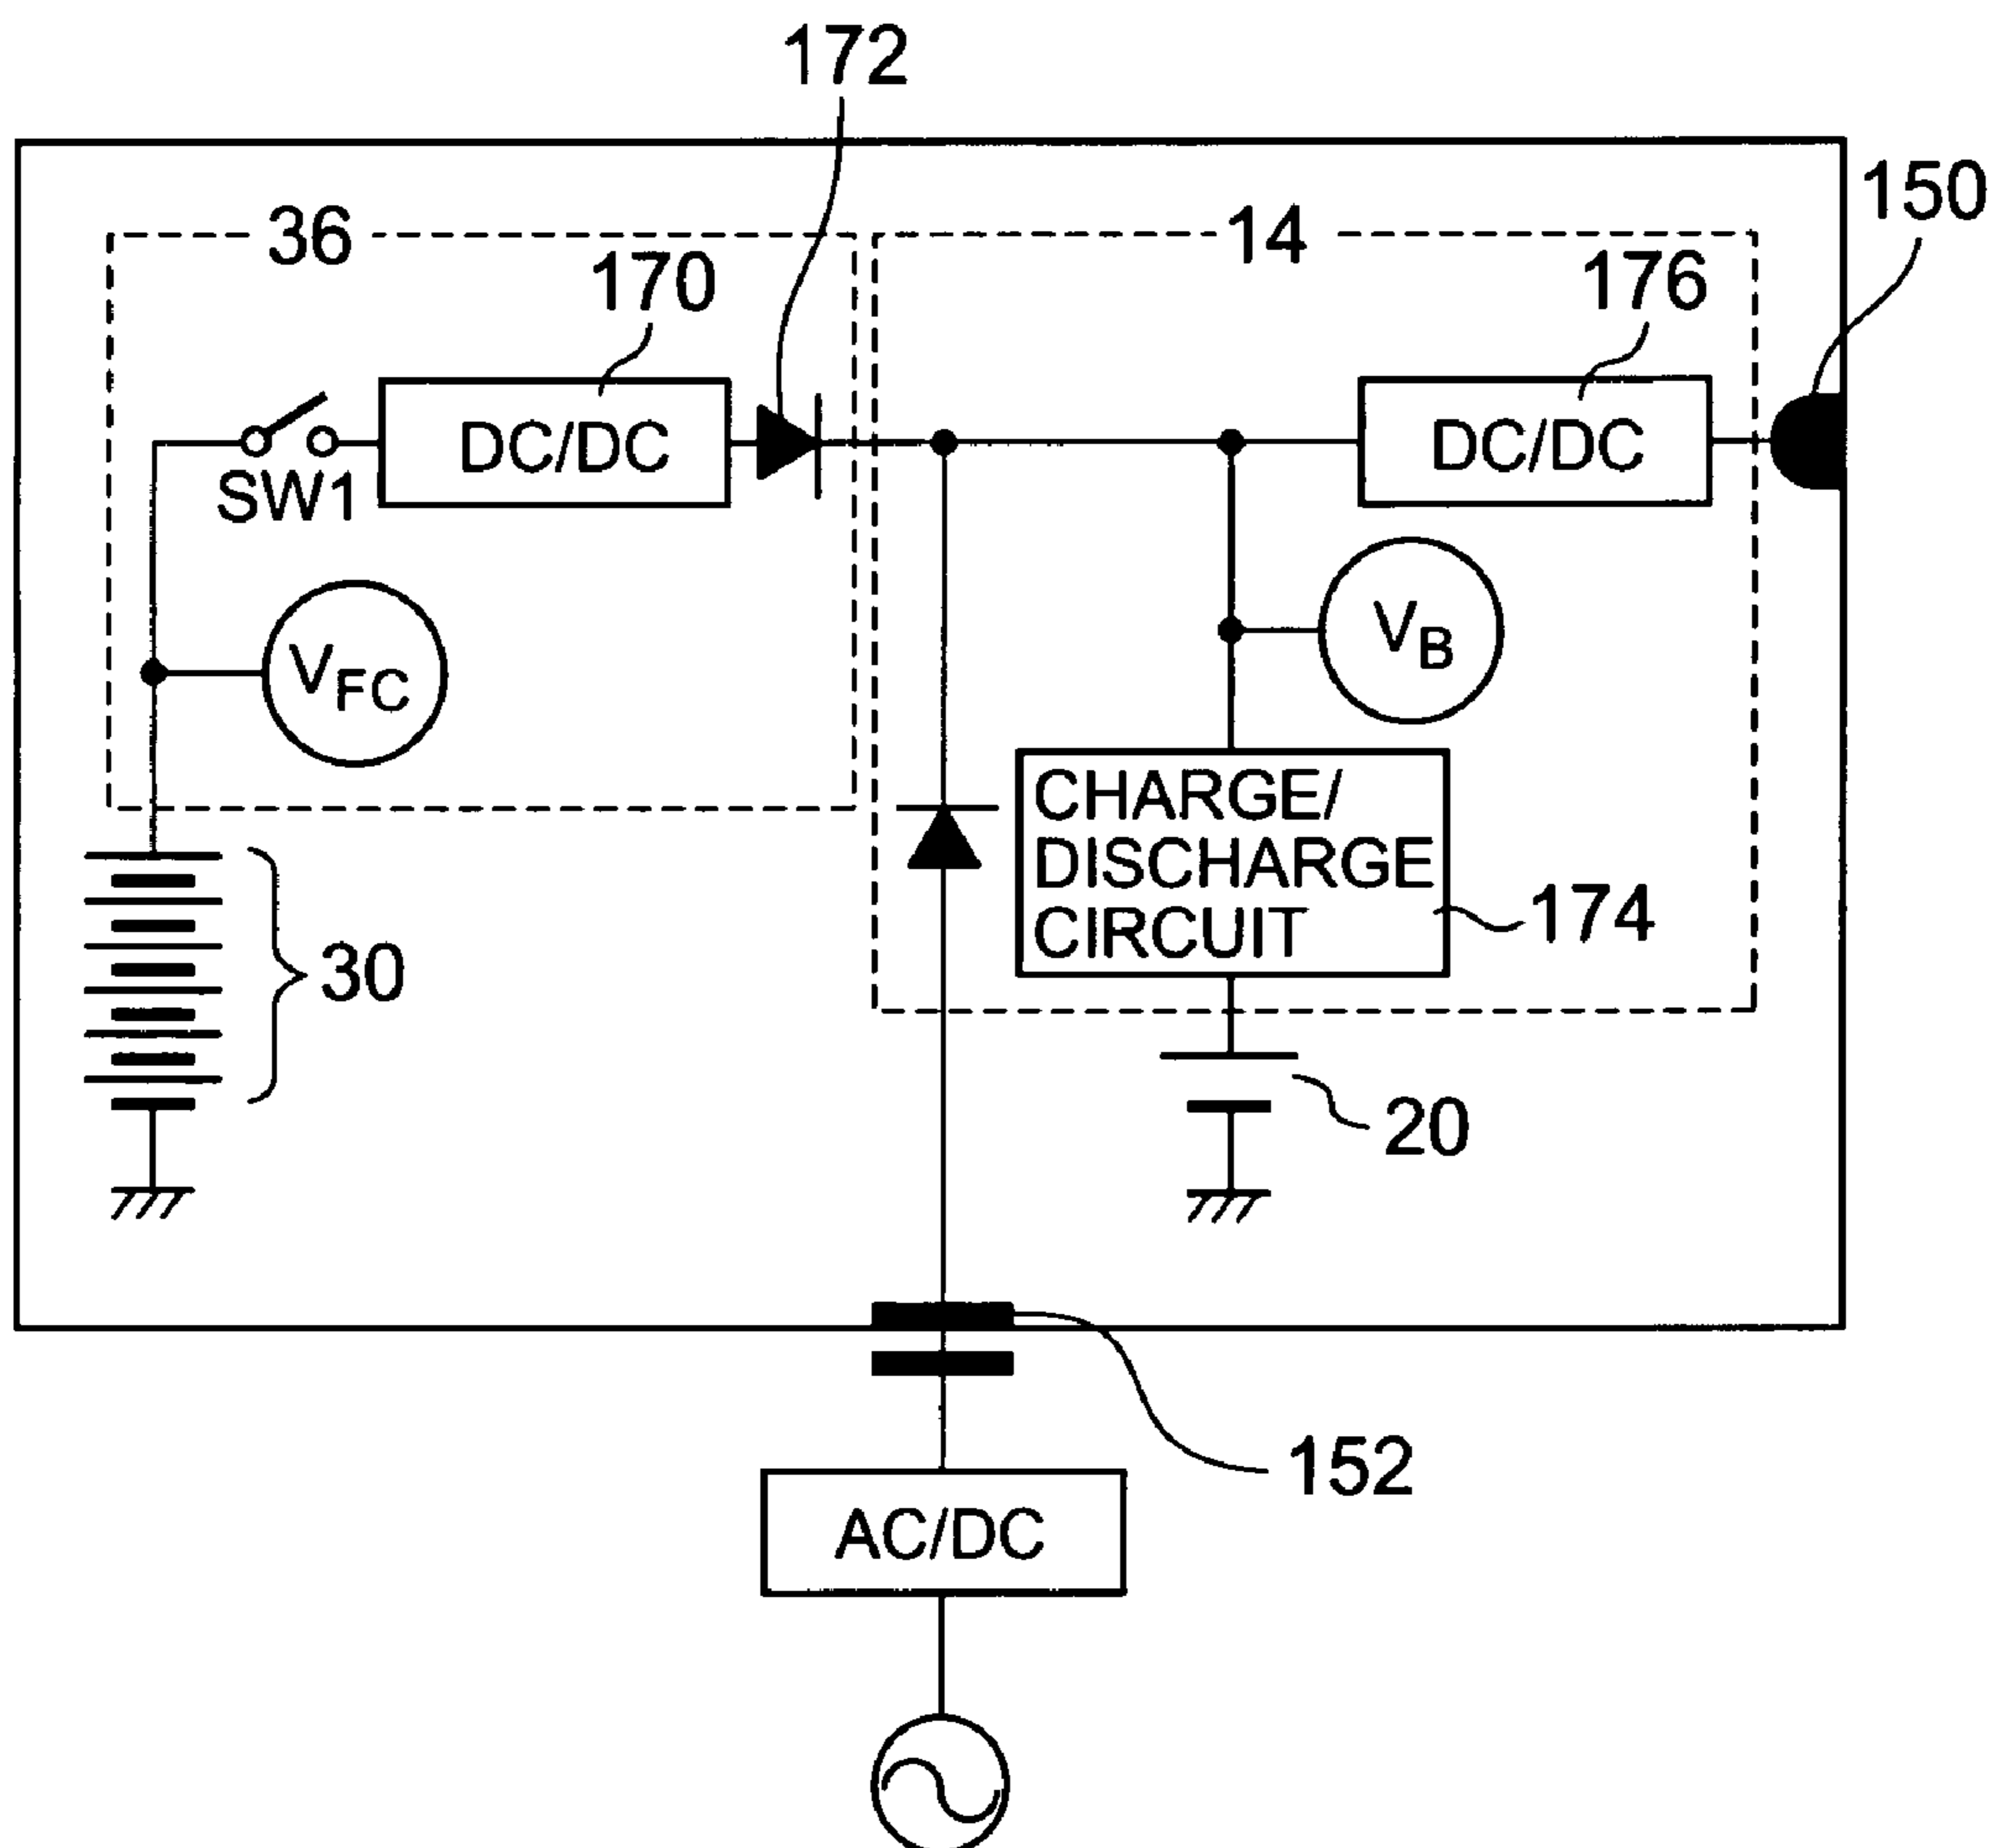 172
150
36
14
170
176
DC/DC
DC/DC
SW1
VFC
VB
CHARGE/
DISCHARGE
CIRCUIT
174
30
20
152
AC/DC